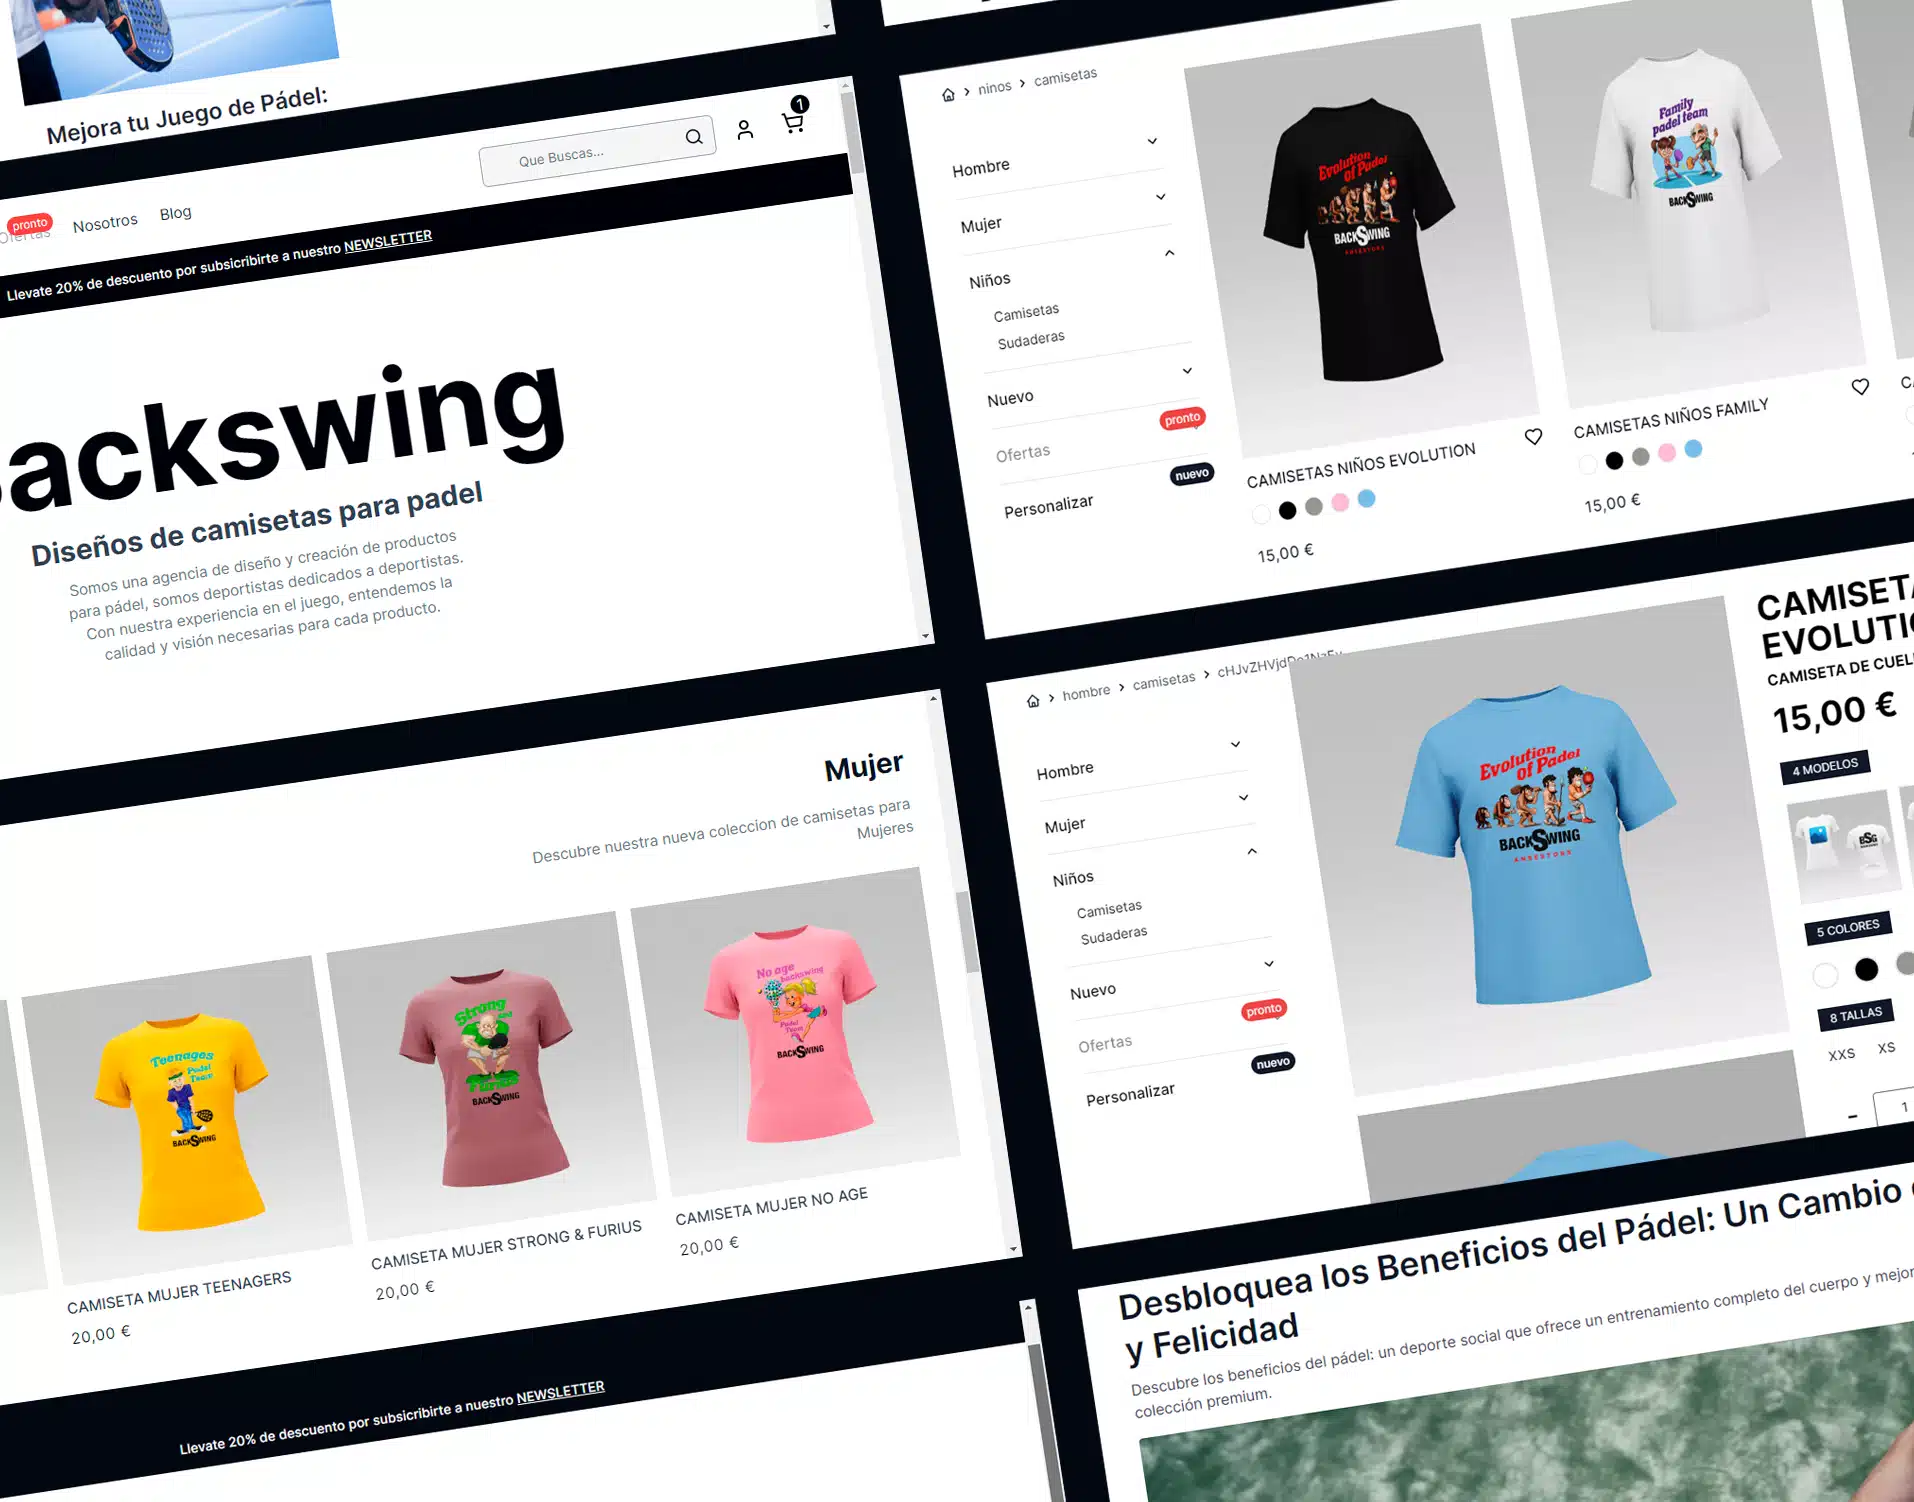 Mejora tu Juego de Pádel:
Que Buscas...
1
pronto
Ofertas
Nosotros
Blog
Llevate 20% de descuento por subsicribirte a nuestro NEWSLETTER
ackswing
Diseños de camisetas para padel
Somos una agencia de diseño y creación de productos
para pádel, somos deportistas dedicados a deportistas.
Con nuestra experiencia en el juego, entendemos la
calidad y visión necesarias para cada producto.
Mujer
Descubre nuestra nueva coleccion de camisetas para
Mujeres
Teenages
Padel
Team
BACKSWING
CAMISETA MUJER TEENAGERS
20,00 €
Strong
and
Furius
BACKSWING
CAMISETA MUJER STRONG & FURIUS
20,00 €
No age
backswing
Padel
Team
BACKSWING
CAMISETA MUJER NO AGE
20,00 €
Llevate 20% de descuento por subsicribirte a nuestro NEWSLETTER
ninos
camisetas
Hombre
Mujer
Niños
Camisetas
Sudaderas
Nuevo
pronto
Ofertas
nuevo
Personalizar
Evolution
of Padel
BACKSWING
ANSESTORS
CAMISETAS NIÑOS EVOLUTION
15,00 €
Family
padel team
BACKSWING
CAMISETAS NIÑOS FAMILY
15,00 €
hombre
camisetas
Hombre
Mujer
Niños
Camisetas
Sudaderas
Nuevo
pronto
Ofertas
nuevo
Personalizar
Evolution
of Padel
BACKSWING
ANSESTORS
CAMISETA
EVOLUTIO
CAMISETA DE CUEL
15,00 €
4 MODELOS
BSG
5 COLORES
8 TALLAS
XXS
XS
1
Desbloquea los Beneficios del Pádel: Un Cambio
y Felicidad
Descubre los beneficios del pádel: un deporte social que ofrece un entrenamiento completo del cuerpo y mejor
colección premium.